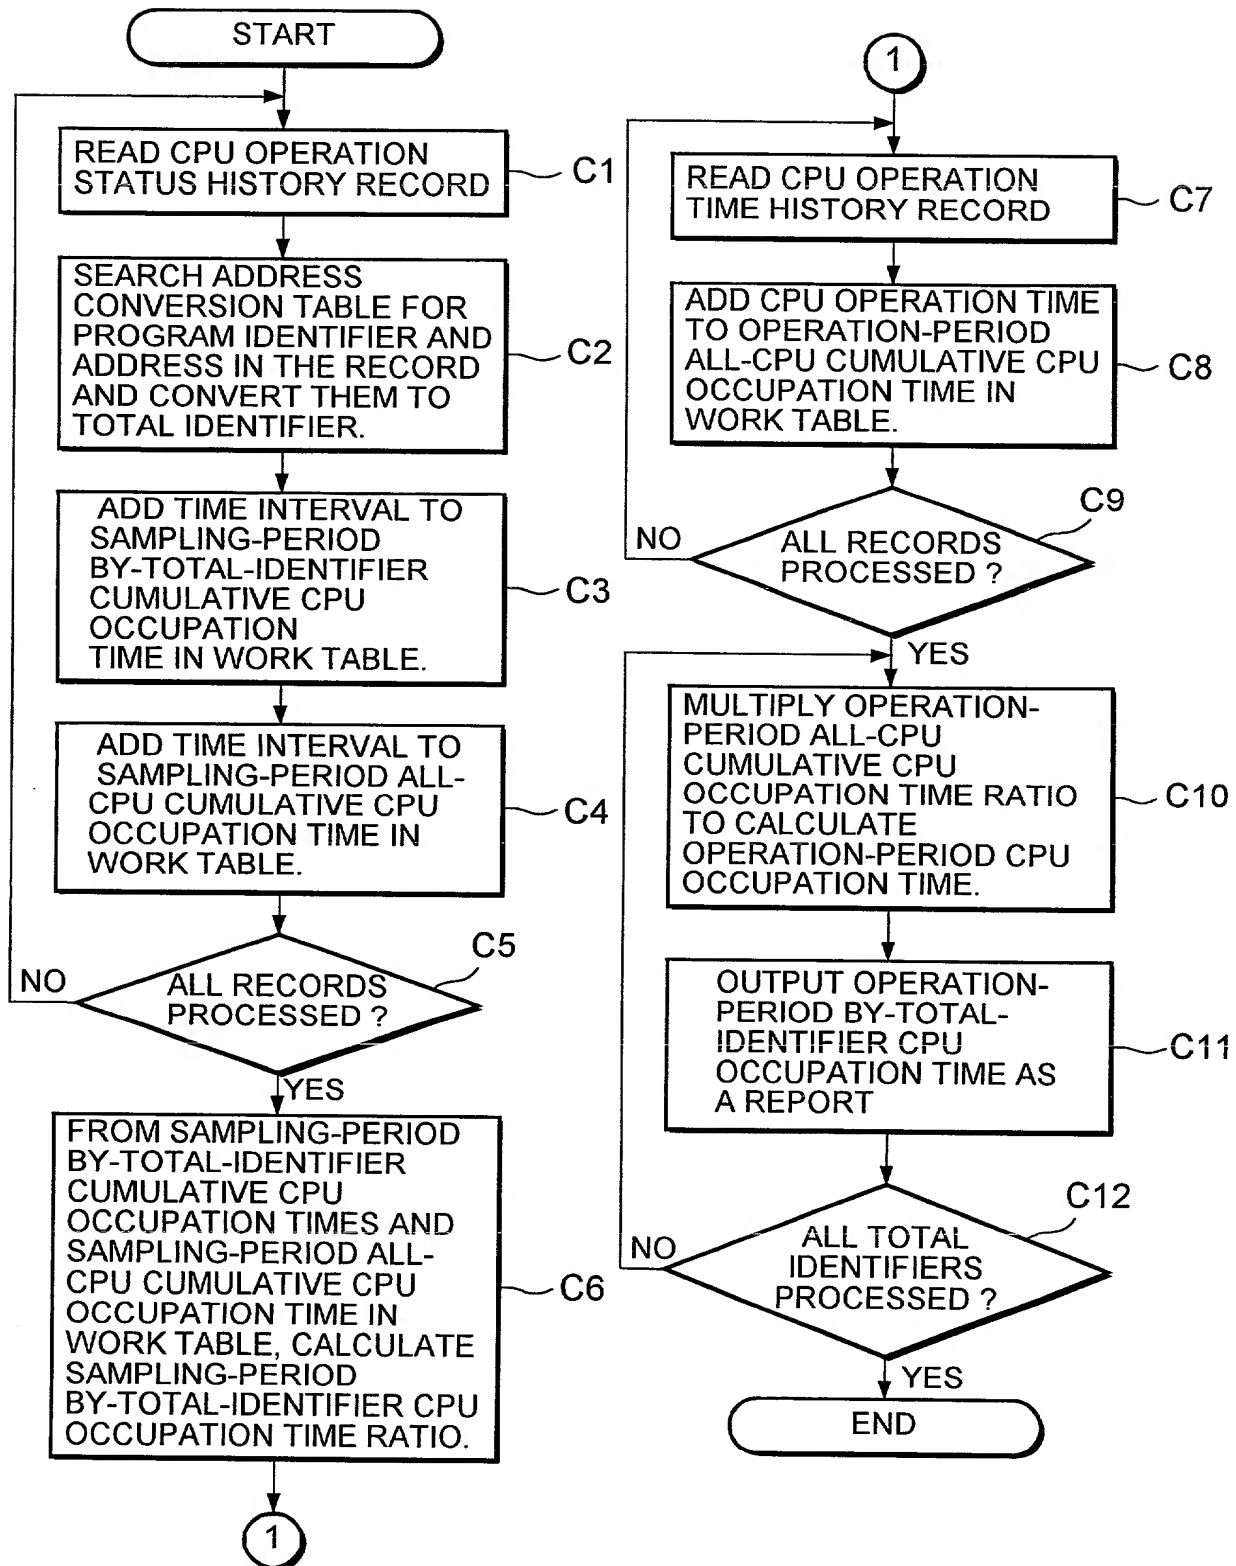 START
READ CPU OPERATION
STATUS HISTORY RECORD
C1
SEARCH ADDRESS
CONVERSION TABLE FOR
PROGRAM IDENTIFIER AND
ADDRESS IN THE RECORD
AND CONVERT THEM TO
TOTAL IDENTIFIER.
C2
ADD TIME INTERVAL TO
SAMPLING-PERIOD
BY-TOTAL-IDENTIFIER
CUMULATIVE CPU
OCCUPATION
TIME IN WORK TABLE.
C3
ADD TIME INTERVAL TO
SAMPLING-PERIOD ALL-
CPU CUMULATIVE CPU
OCCUPATION TIME IN
WORK TABLE.
C4
C5
NO
ALL RECORDS
PROCESSED ?
YES
FROM SAMPLING-PERIOD
BY-TOTAL-IDENTIFIER
CUMULATIVE CPU
OCCUPATION TIMES AND
SAMPLING-PERIOD ALL-
CPU CUMULATIVE CPU
OCCUPATION TIME IN
WORK TABLE, CALCULATE
SAMPLING-PERIOD
BY-TOTAL-IDENTIFIER CPU
OCCUPATION TIME RATIO.
C6
1
1
READ CPU OPERATION
TIME HISTORY RECORD
C7
ADD CPU OPERATION TIME
TO OPERATION-PERIOD
ALL-CPU CUMULATIVE CPU
OCCUPATION TIME IN
WORK TABLE.
C8
C9
NO
ALL RECORDS
PROCESSED ?
YES
MULTIPLY OPERATION-
PERIOD ALL-CPU
CUMULATIVE CPU
OCCUPATION TIME RATIO
TO CALCULATE
OPERATION-PERIOD CPU
OCCUPATION TIME.
C10
OUTPUT OPERATION-
PERIOD BY-TOTAL-
IDENTIFIER CPU
OCCUPATION TIME AS
A REPORT
C11
C12
NO
ALL TOTAL
IDENTIFIERS
PROCESSED ?
YES
END